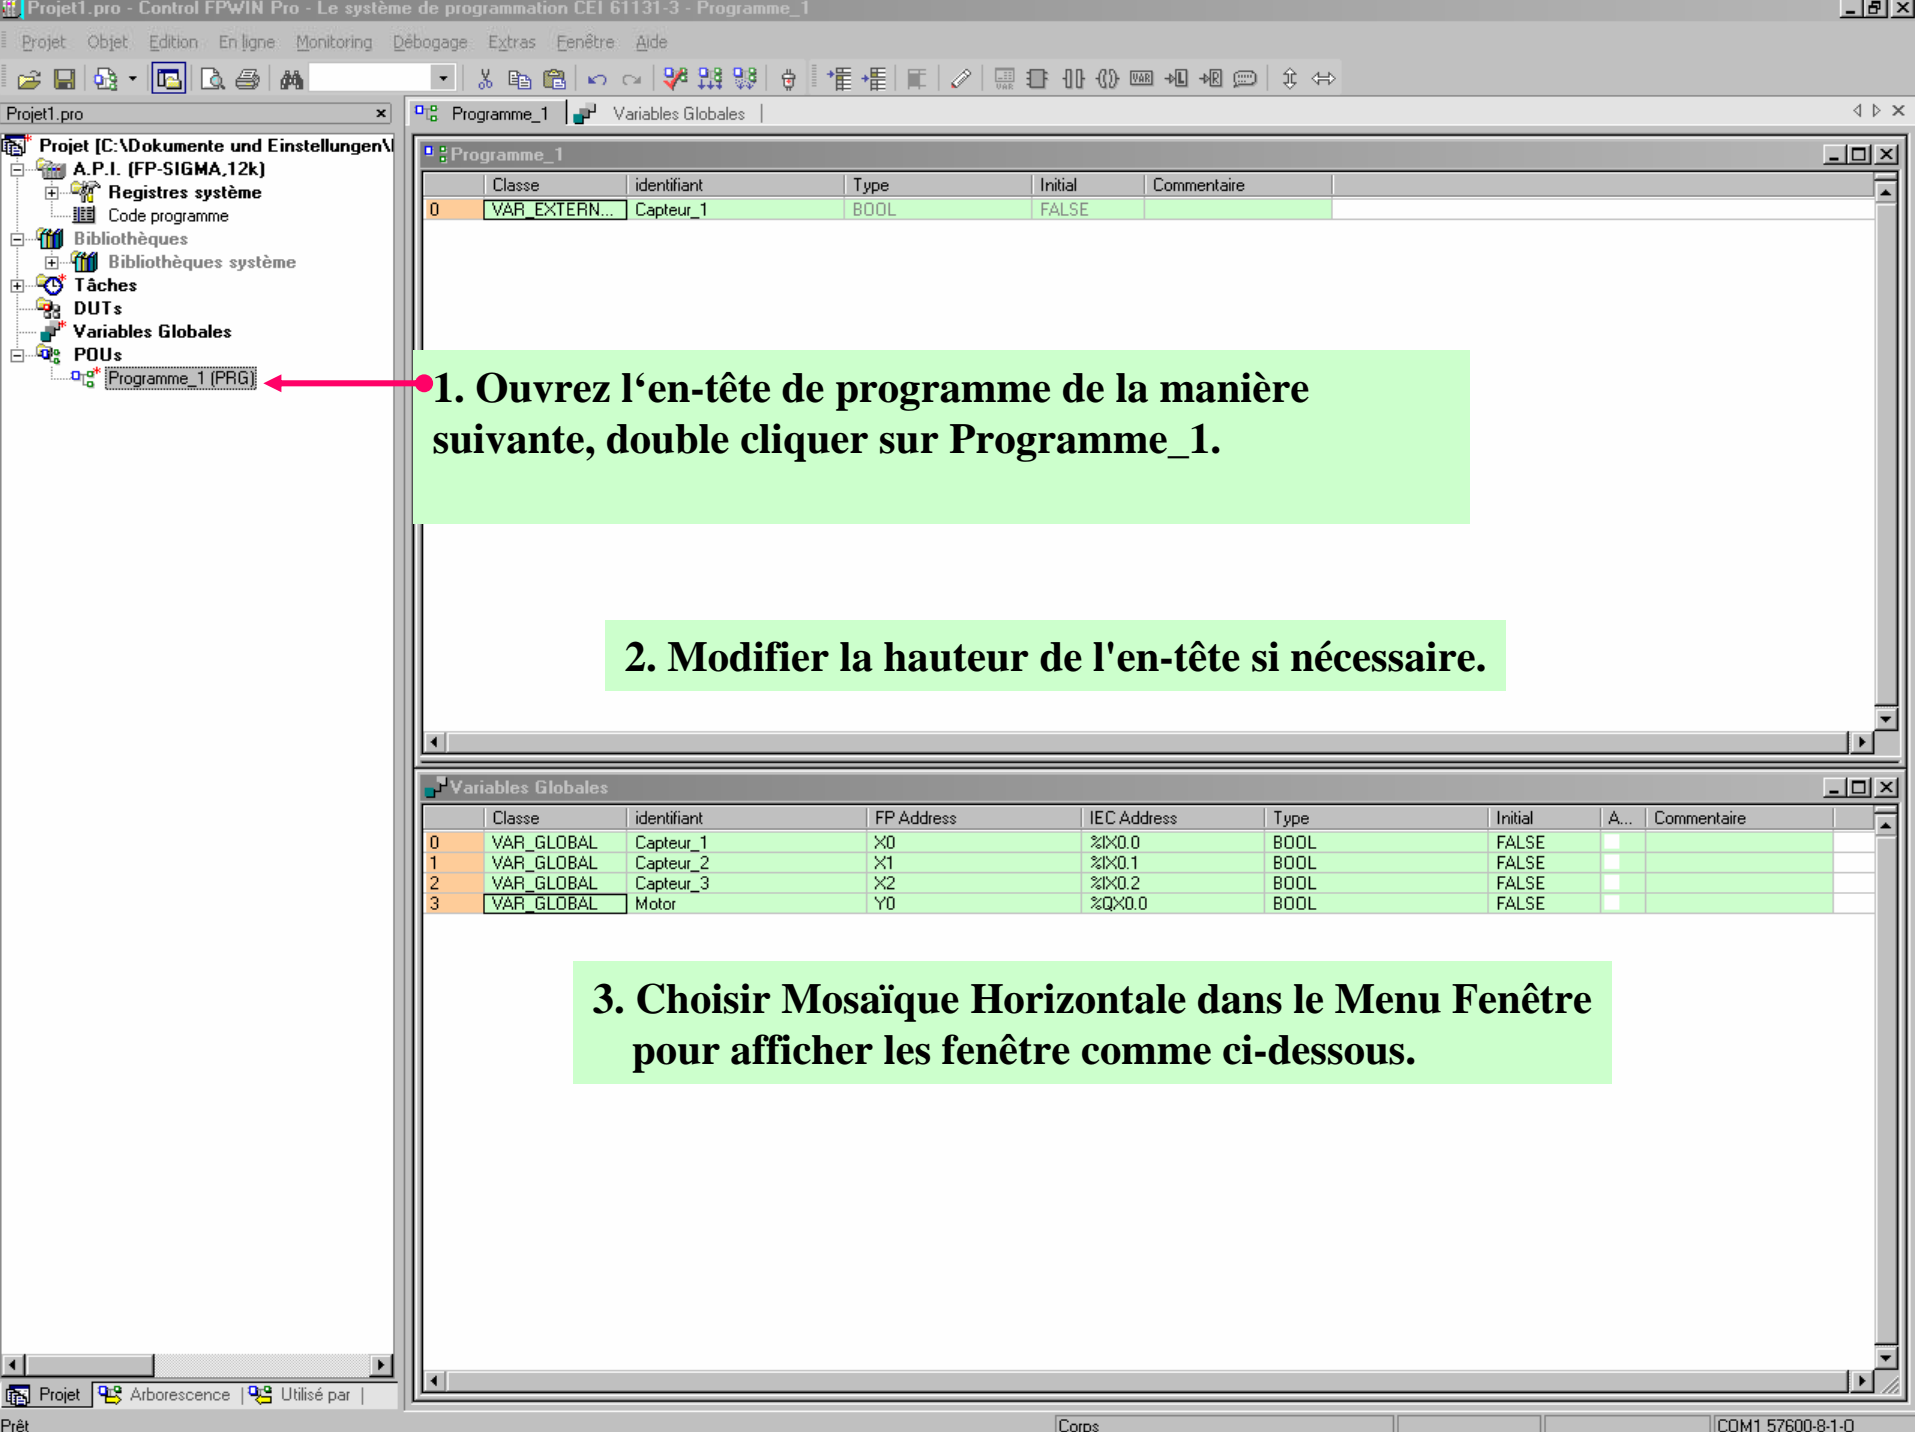 Projet1.pro - Control FPWIN Pro - Le système de programmation CEI 61131-3 - Programme_1
Projet Objet Edition En ligne Monitoring Débogage Extras Fenêtre Aide
Projet1.pro
Projet [C:\Dokumente und Einstellungen\
A.P.I. (FP-SIGMA,12k)
Registres système
Code programme
Bibliothèques
Bibliothèques système
Tâches
DUTs
Variables Globales
POUs
Programme_1 (PRG)
Projet Arborescence Utilisé par
Programme_1 Variables Globales
Programme_1
Classe identifiant Type Initial Commentaire
0 VAR_EXTERN... Capteur_1 BOOL FALSE
1. Ouvrez l‘en-tête de programme de la manière
suivante, double cliquer sur Programme_1.
2. Modifier la hauteur de l'en-tête si nécessaire.
Variables Globales
Classe identifiant FP Address IEC Address Type Initial A... Commentaire
0 VAR_GLOBAL Capteur_1 X0 %IX0.0 BOOL FALSE
1 VAR_GLOBAL Capteur_2 X1 %IX0.1 BOOL FALSE
2 VAR_GLOBAL Capteur_3 X2 %IX0.2 BOOL FALSE
3 VAR_GLOBAL Motor Y0 %QX0.0 BOOL FALSE
3. Choisir Mosaïque Horizontale dans le Menu Fenêtre
pour afficher les fenêtre comme ci-dessous.
Prêt Corps COM1 57600-8-1-O